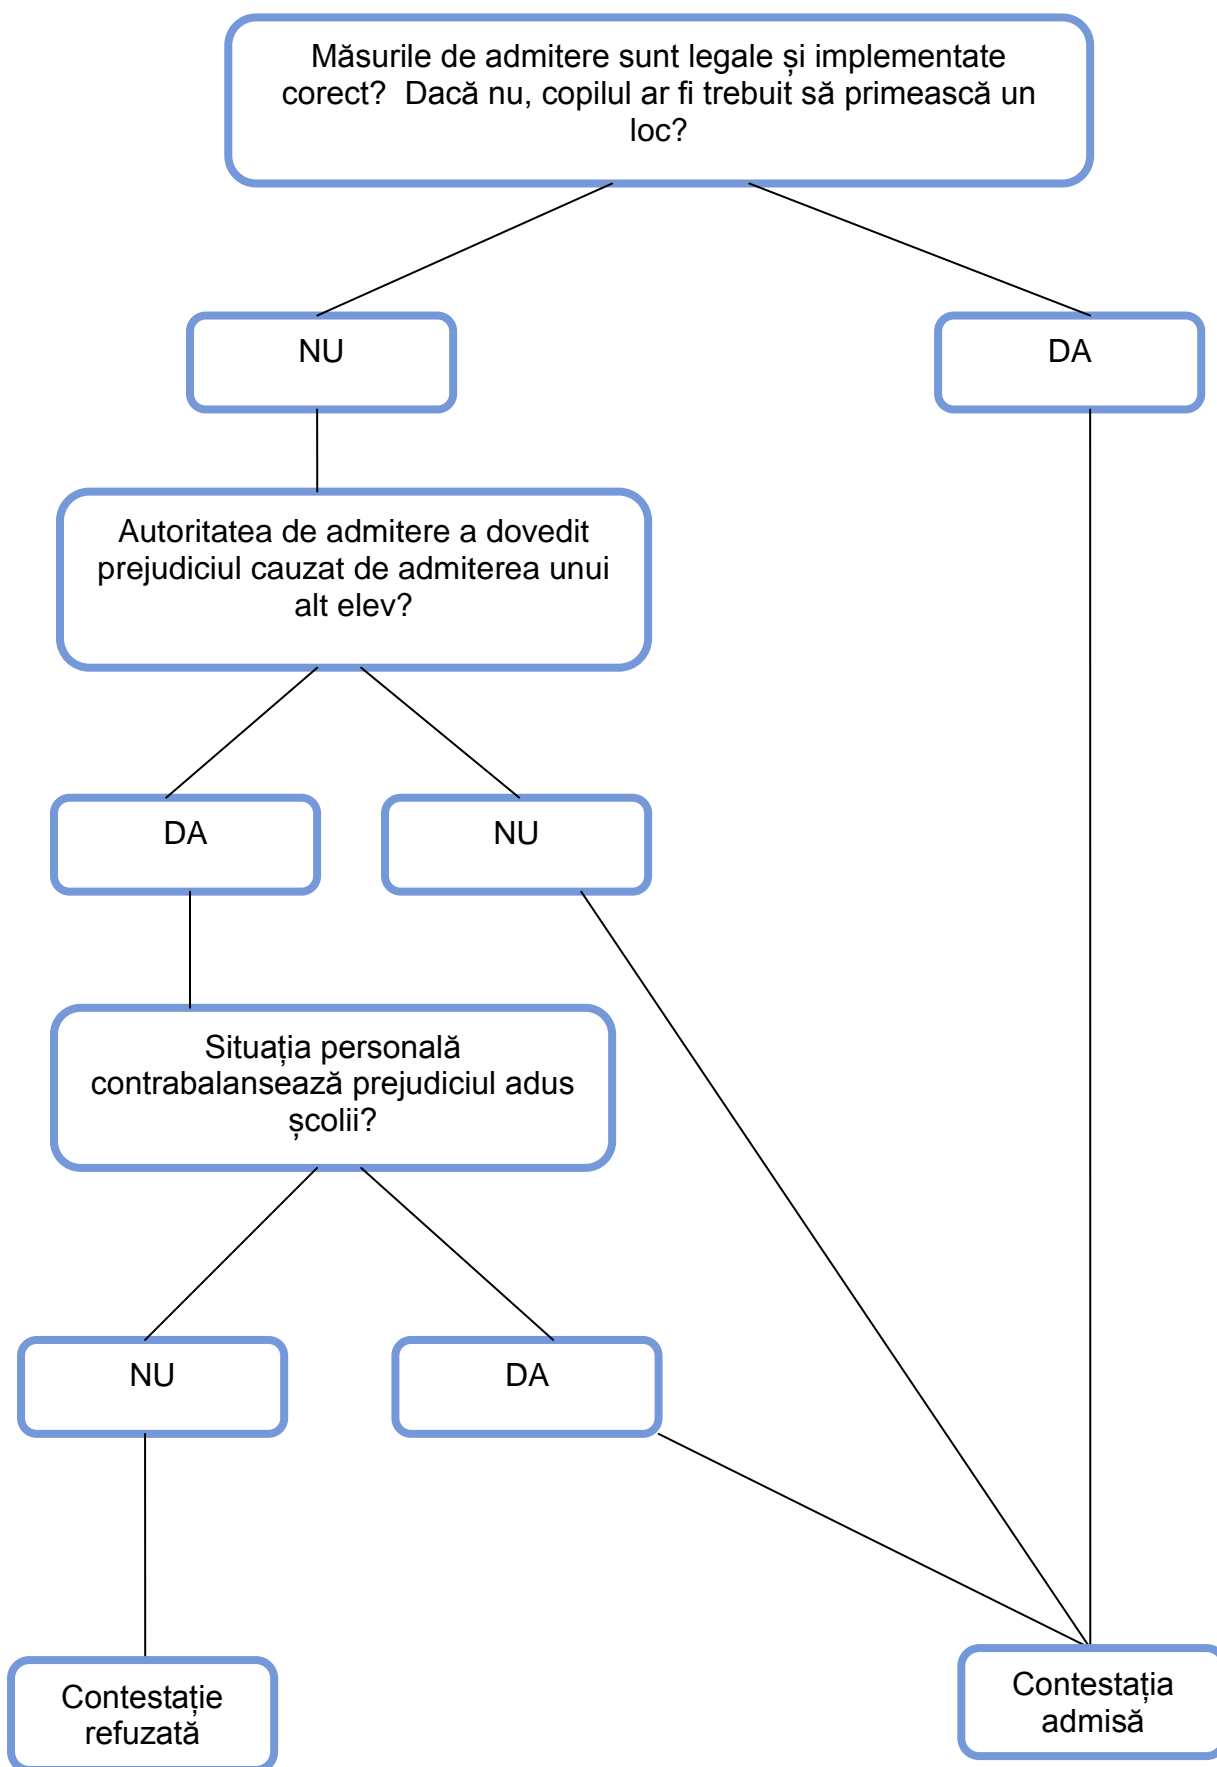 Măsurile de admitere sunt legale și implementate
corect?  Dacă nu, copilul ar fi trebuit să primească un
loc?
NU
DA
Autoritatea de admitere a dovedit
prejudiciul cauzat de admiterea unui
alt elev?
DA
NU
Situația personală
contrabalansează prejudiciul adus
școlii?
NU
DA
Contestație
refuzată
Contestația
admisă